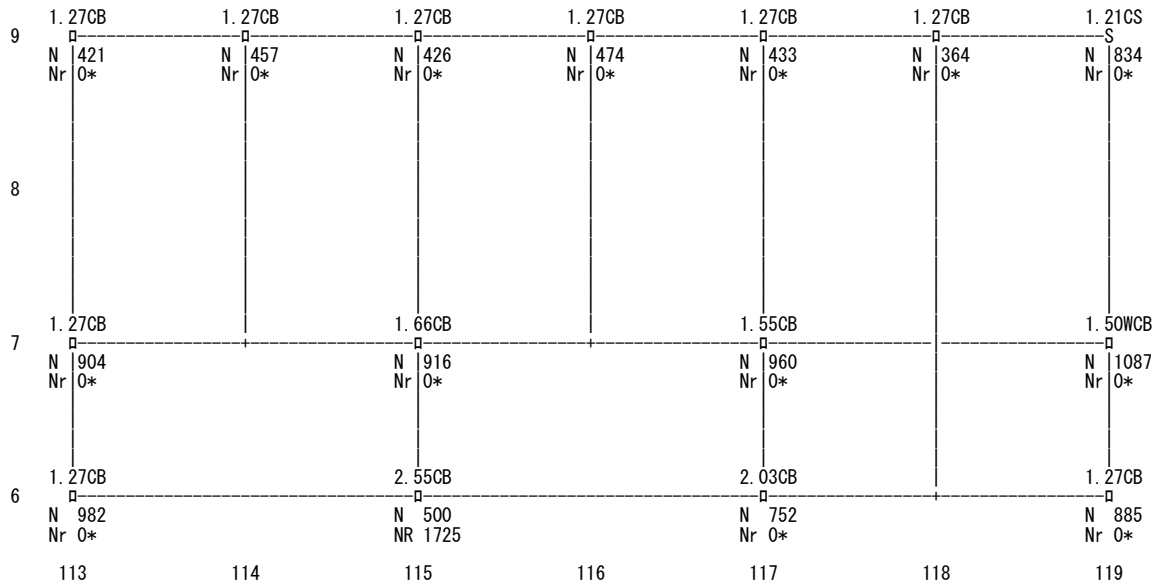 1.27CB 1.27CB 1.27CB 1.27CB 1.27CB 1.27CB 1.21CS
9 S
N 421 N 457 N 426 N 474 N 433 N 364 N 834
Nr 0* Nr 0* Nr 0* Nr 0* Nr 0* Nr 0* Nr 0*
8
1.27CB 1.66CB 1.55CB 1.50WCB
7
N 904 N 916 N 960 N 1087
Nr 0* Nr 0* Nr 0* Nr 0*
1.27CB 2.55CB 2.03CB 1.27CB
6
N 982 N 500 N 752 N 885
Nr 0* NR 1725 Nr 0* Nr 0*
113 114 115 116 117 118 119